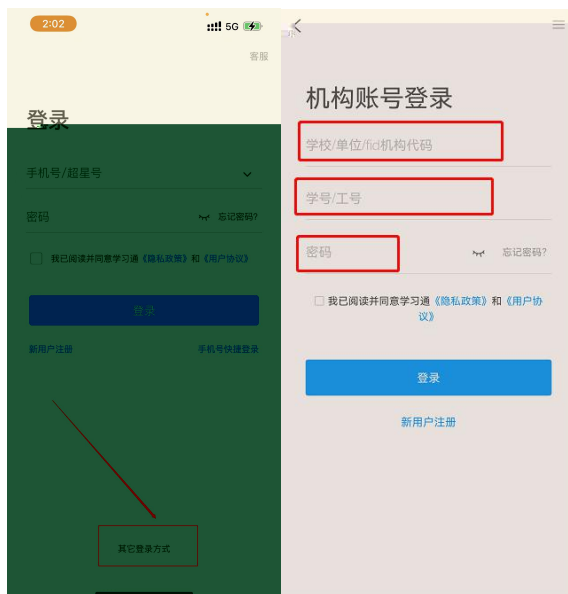 2:02
5G
客服
登录
手机号/超星号
密码
忘记密码?
我已阅读并同意学习通《隐私政策》和《用户协议》
登录
新用户注册
手机号快捷登录
其它登录方式
机构账号登录
学校/单位/fid机构代码
学号/工号
密码
忘记密码?
我已阅读并同意学习通《隐私政策》和《用户协
议》
登录
新用户注册